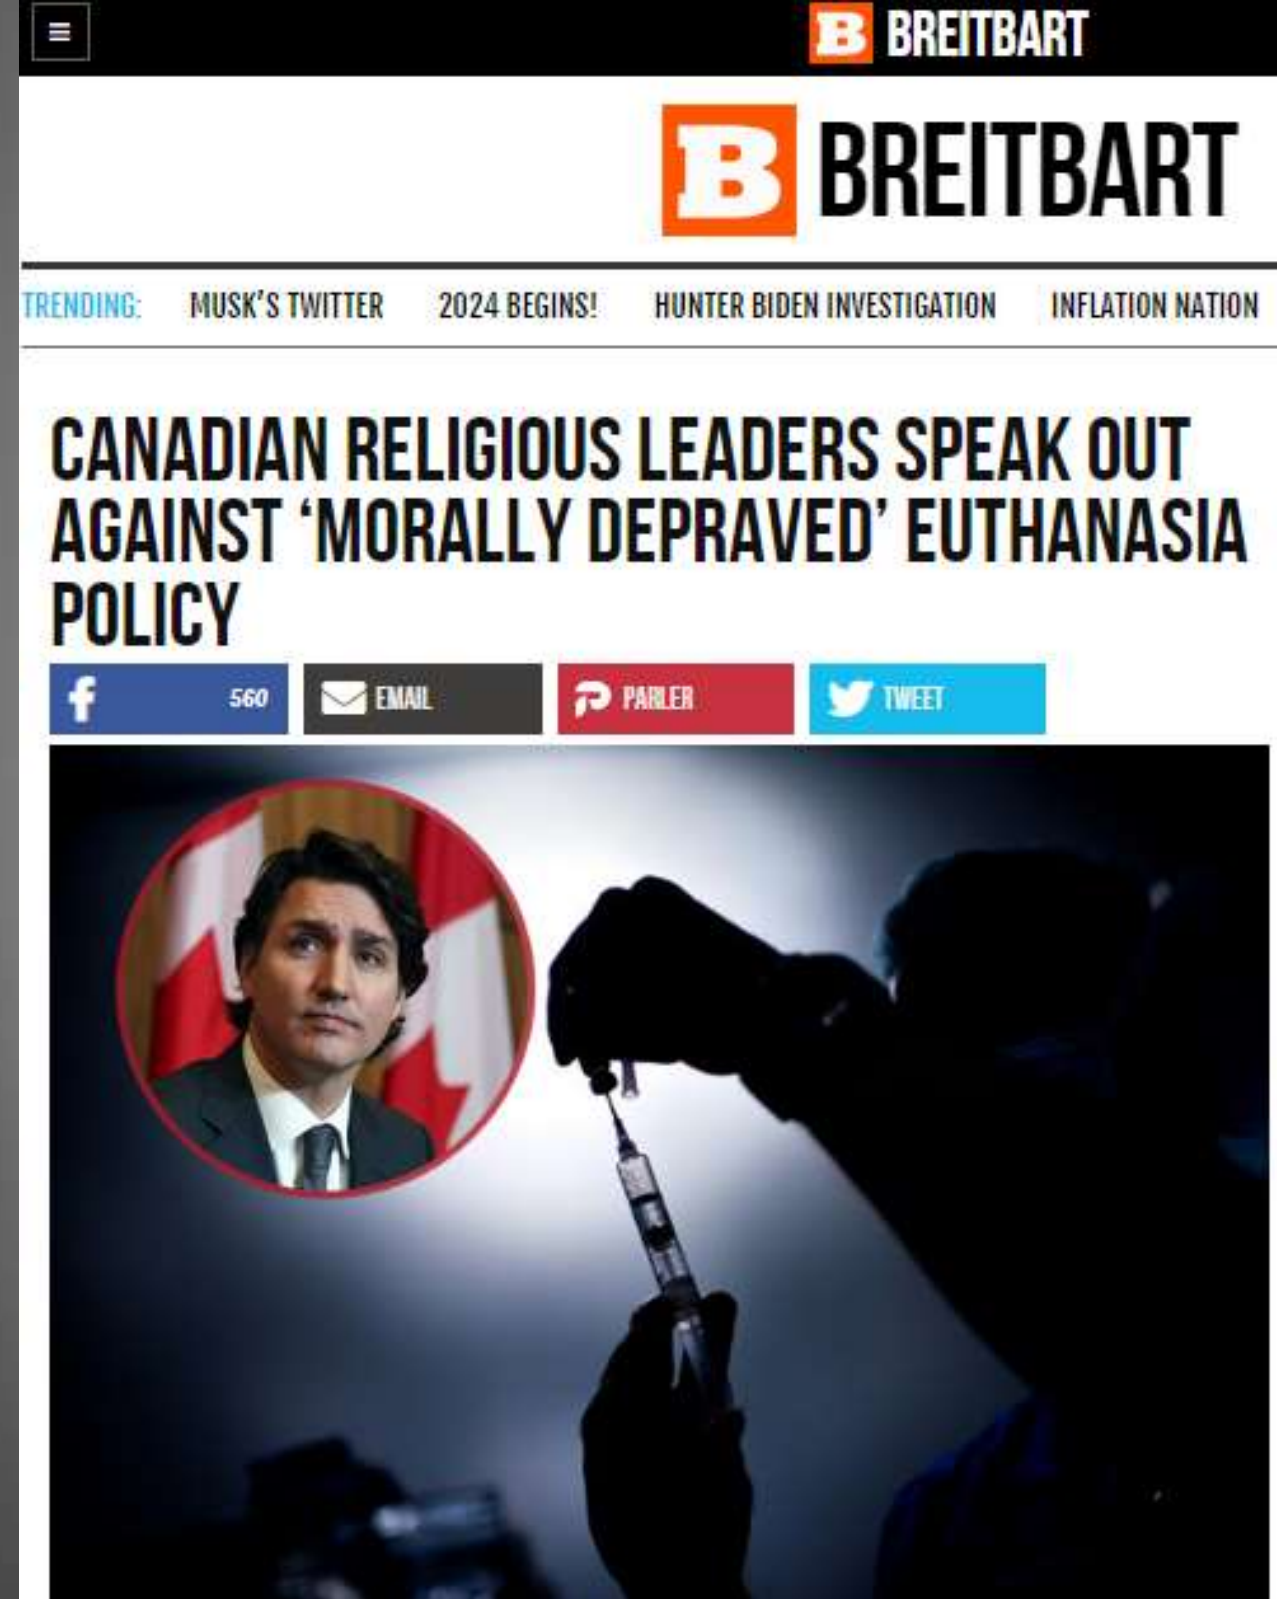 BREITBART
BREITBART
TRENDING: MUSK'S TWITTER 2024 BEGINS! HUNTER BIDEN INVESTIGATION INFLATION NATION
CANADIAN RELIGIOUS LEADERS SPEAK OUT
AGAINST ‘MORALLY DEPRAVED’ EUTHANASIA
POLICY
560 EMAIL PARLER TWEET